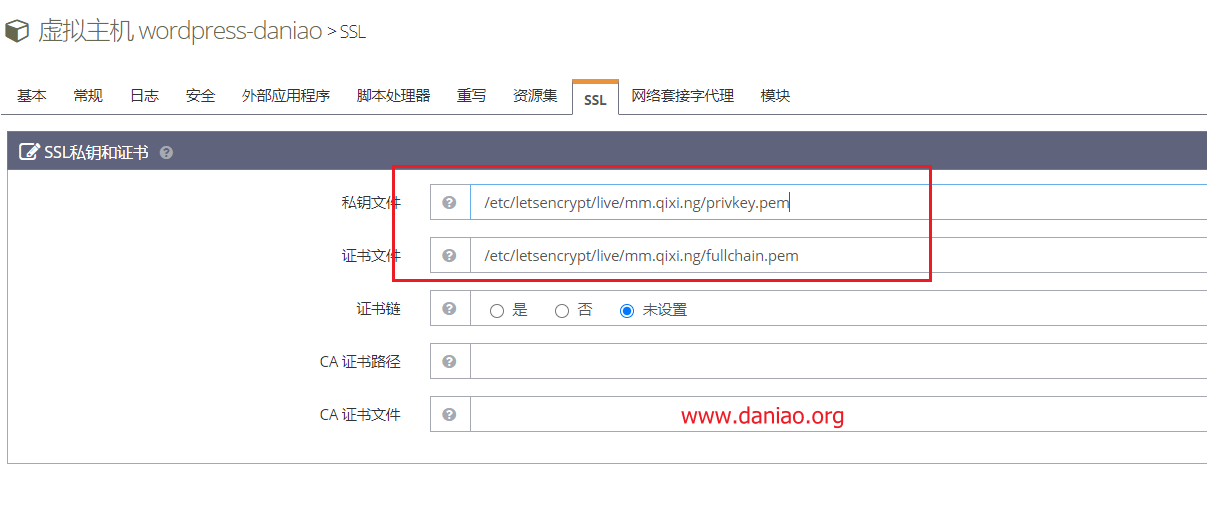 虚拟主机 wordpress-daniao > SSL
基本 常规 日志 安全 外部应用程序 脚本处理器 重写 资源集 SSL 网络套接字代理 模块
SSL私钥和证书 ?
私钥文件 ? /etc/letsencrypt/live/mm.qixi.ng/privkey.pem
证书文件 ? /etc/letsencrypt/live/mm.qixi.ng/fullchain.pem
证书链 ? 是 否 未设置
CA 证书路径 ?
CA 证书文件 ? www.daniao.org